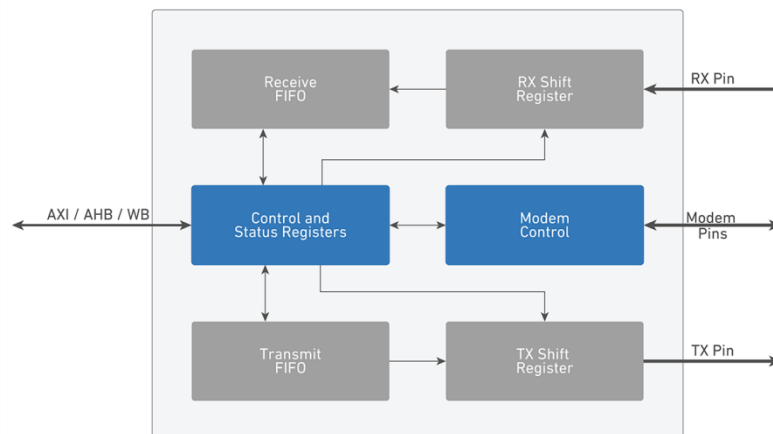 Receive
FIFO
RX Shift
Register
RX Pin
AXI / AHB / WB
Control and
Status Registers
Modem
Control
Modem
Pins
Transmit
FIFO
TX Shift
Register
TX Pin